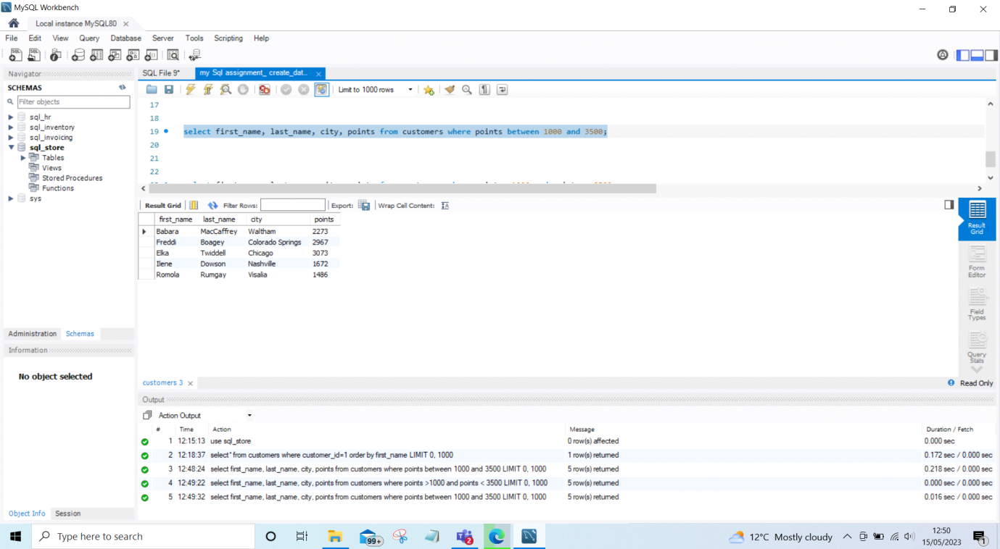 MySQL Workbench
Local instance MySQL80
File Edit View Query Database Server Tools Scripting Help
Navigator
SCHEMAS
Filter objects
sql_hr
sql_inventory
sql_invoicing
sql_store
Tables
Views
Stored Procedures
Functions
sys
Administration Schemas
Information
No object selected
Object Info Session
SQL File 9* my Sql assignment_ create_dat...
Limit to 1000 rows
17
18
19 select first_name, last_name, city, points from customers where points between 1000 and 3500;
20
21
22
Result Grid Filter Rows: Export: Wrap Cell Content:
first_name last_name city points
Babara MacCaffrey Waltham 2273
Freddi Boagey Colorado Springs 2967
Elka Twiddell Chicago 3073
Ilene Dowson Nashville 1672
Romola Rumgay Visalia 1486
Result
Grid
Form
Editor
Field
Types
Query
Stats
customers 3 Read Only
Output
Action Output
# Time Action Message Duration / Fetch
1 12:15:13 use sql_store 0 row(s) affected 0.000 sec
2 12:18:37 select* from customers where customer_id=1 order by first_name LIMIT 0, 1000 1 row(s) returned 0.172 sec / 0.000 sec
3 12:48:24 select first_name, last_name, city, points from customers where points between 1000 and 3500 LIMIT 0, 1000 5 row(s) returned 0.218 sec / 0.000 sec
4 12:49:22 select first_name, last_name, city, points from customers where points >1000 and points < 3500 LIMIT 0, 1000 5 row(s) returned 0.000 sec / 0.000 sec
5 12:49:32 select first_name, last_name, city, points from customers where points between 1000 and 3500 LIMIT 0, 1000 5 row(s) returned 0.016 sec / 0.000 sec
Type here to search
99+
2
12°C Mostly cloudy
12:50
15/05/2023
1